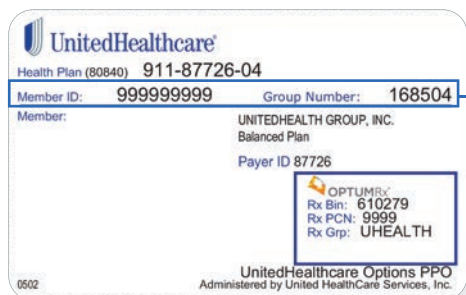 UnitedHealthcare®
Health Plan (80840) 911-87726-04
Member ID: 999999999 Group Number: 168504
Member: UNITEDHEALTH GROUP, INC.
Balanced Plan
Payer ID 87726
OPTUMRx®
Rx Bin: 610279
Rx PCN: 9999
Rx Grp: UHEALTH
UnitedHealthcare Options PPO
0502 Administered by United HealthCare Services, Inc.